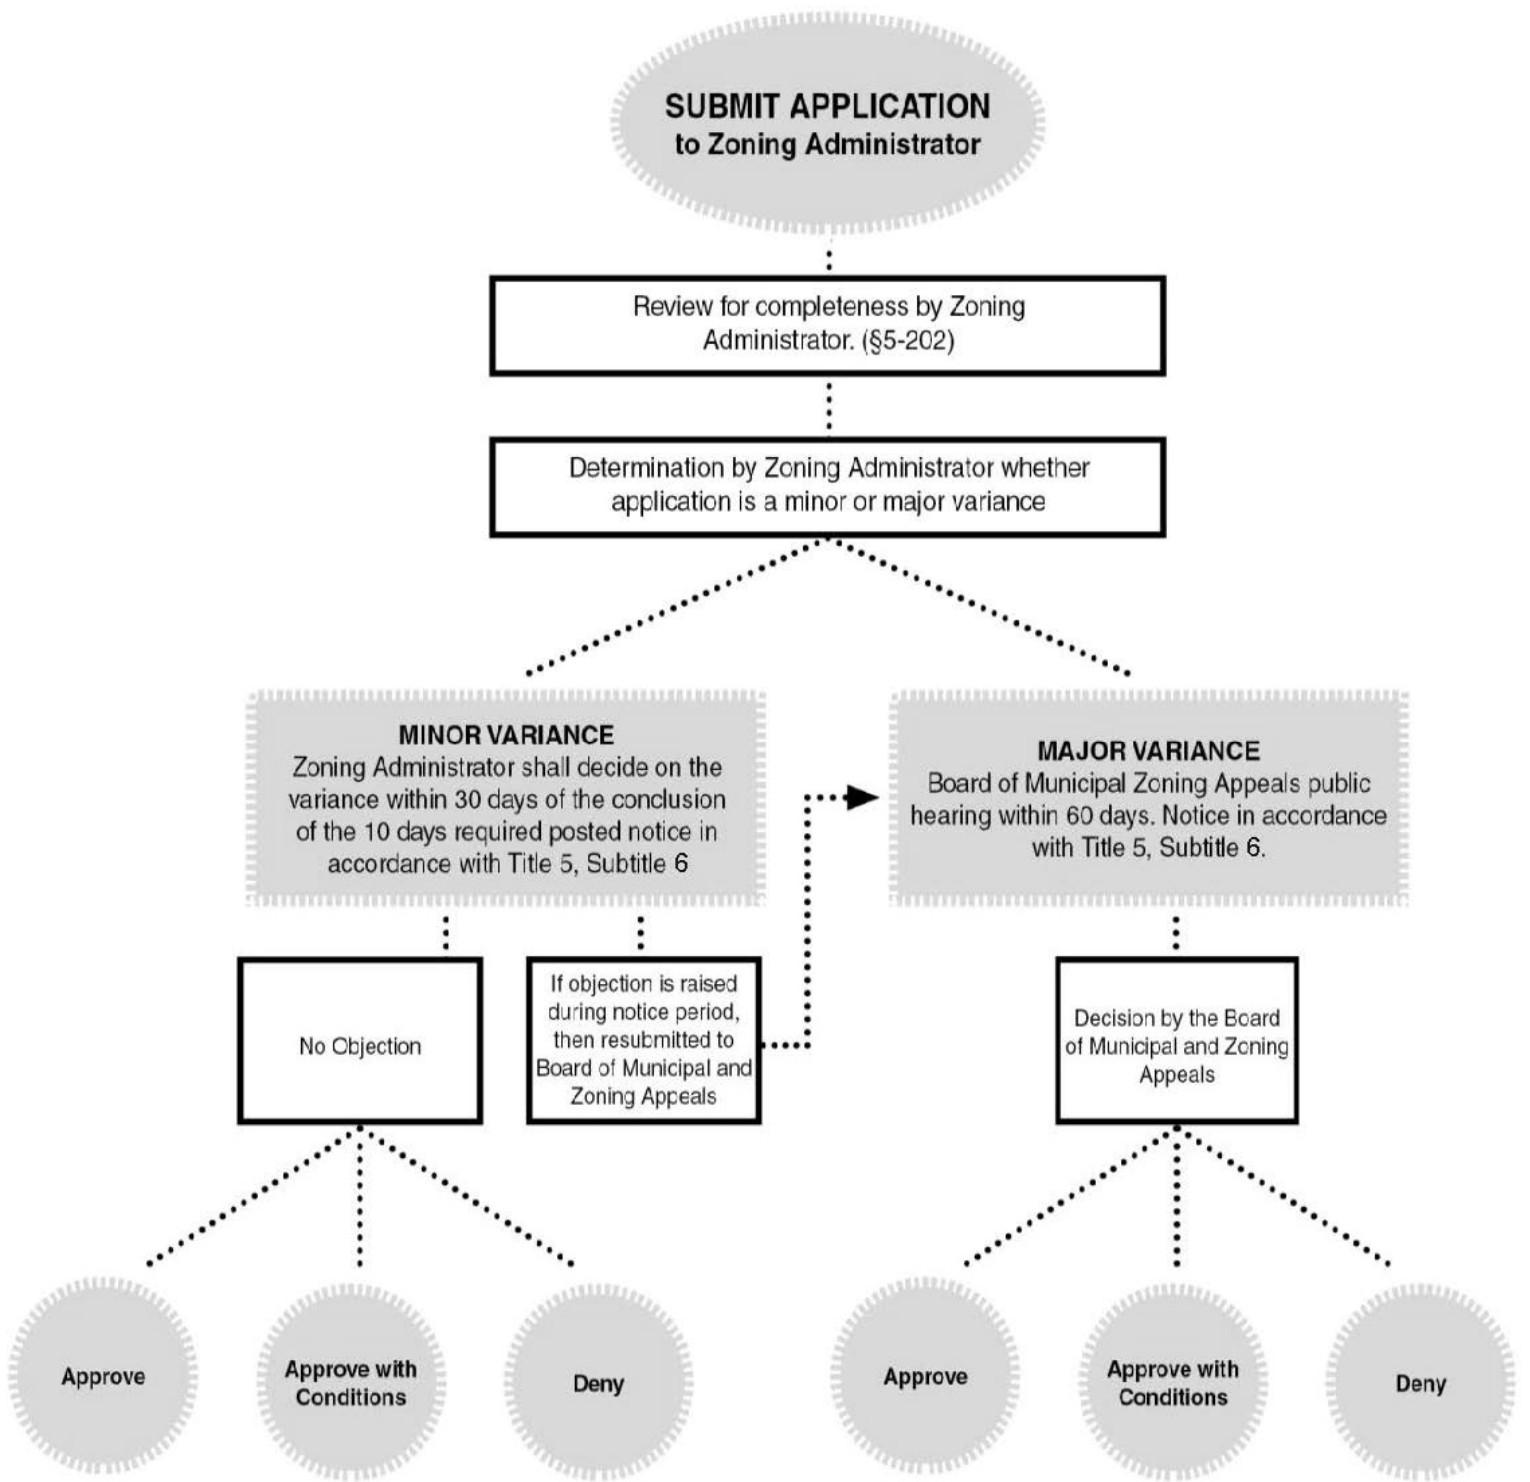 SUBMIT APPLICATION
to Zoning Administrator
Review for completeness by Zoning
Administrator. (§5-202)
Determination by Zoning Administrator whether
application is a minor or major variance
MINOR VARIANCE
Zoning Administrator shall decide on the
variance within 30 days of the conclusion
of the 10 days required posted notice in
accordance with Title 5, Subtitle 6
MAJOR VARIANCE
Board of Municipal Zoning Appeals public
hearing within 60 days. Notice in accordance
with Title 5, Subtitle 6.
No Objection
If objection is raised
during notice period,
then resubmitted to
Board of Municipal and
Zoning Appeals
Decision by the Board
of Municipal and Zoning
Appeals
Approve
Approve with
Conditions
Deny
Approve
Approve with
Conditions
Deny